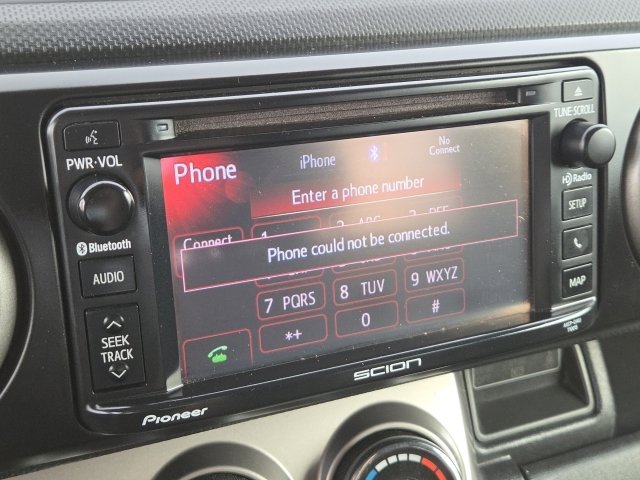 PWR·VOL
Bluetooth
AUDIO
SEEK
TRACK
Phone
iPhone
No
Connect
Enter a phone number
Connect
Phone could not be connected.
7 PQRS
8 TUV
9 WXYZ
*+
0
#
TUNE·SCROLL
HD Radio
SETUP
MAP
Pioneer
SCION